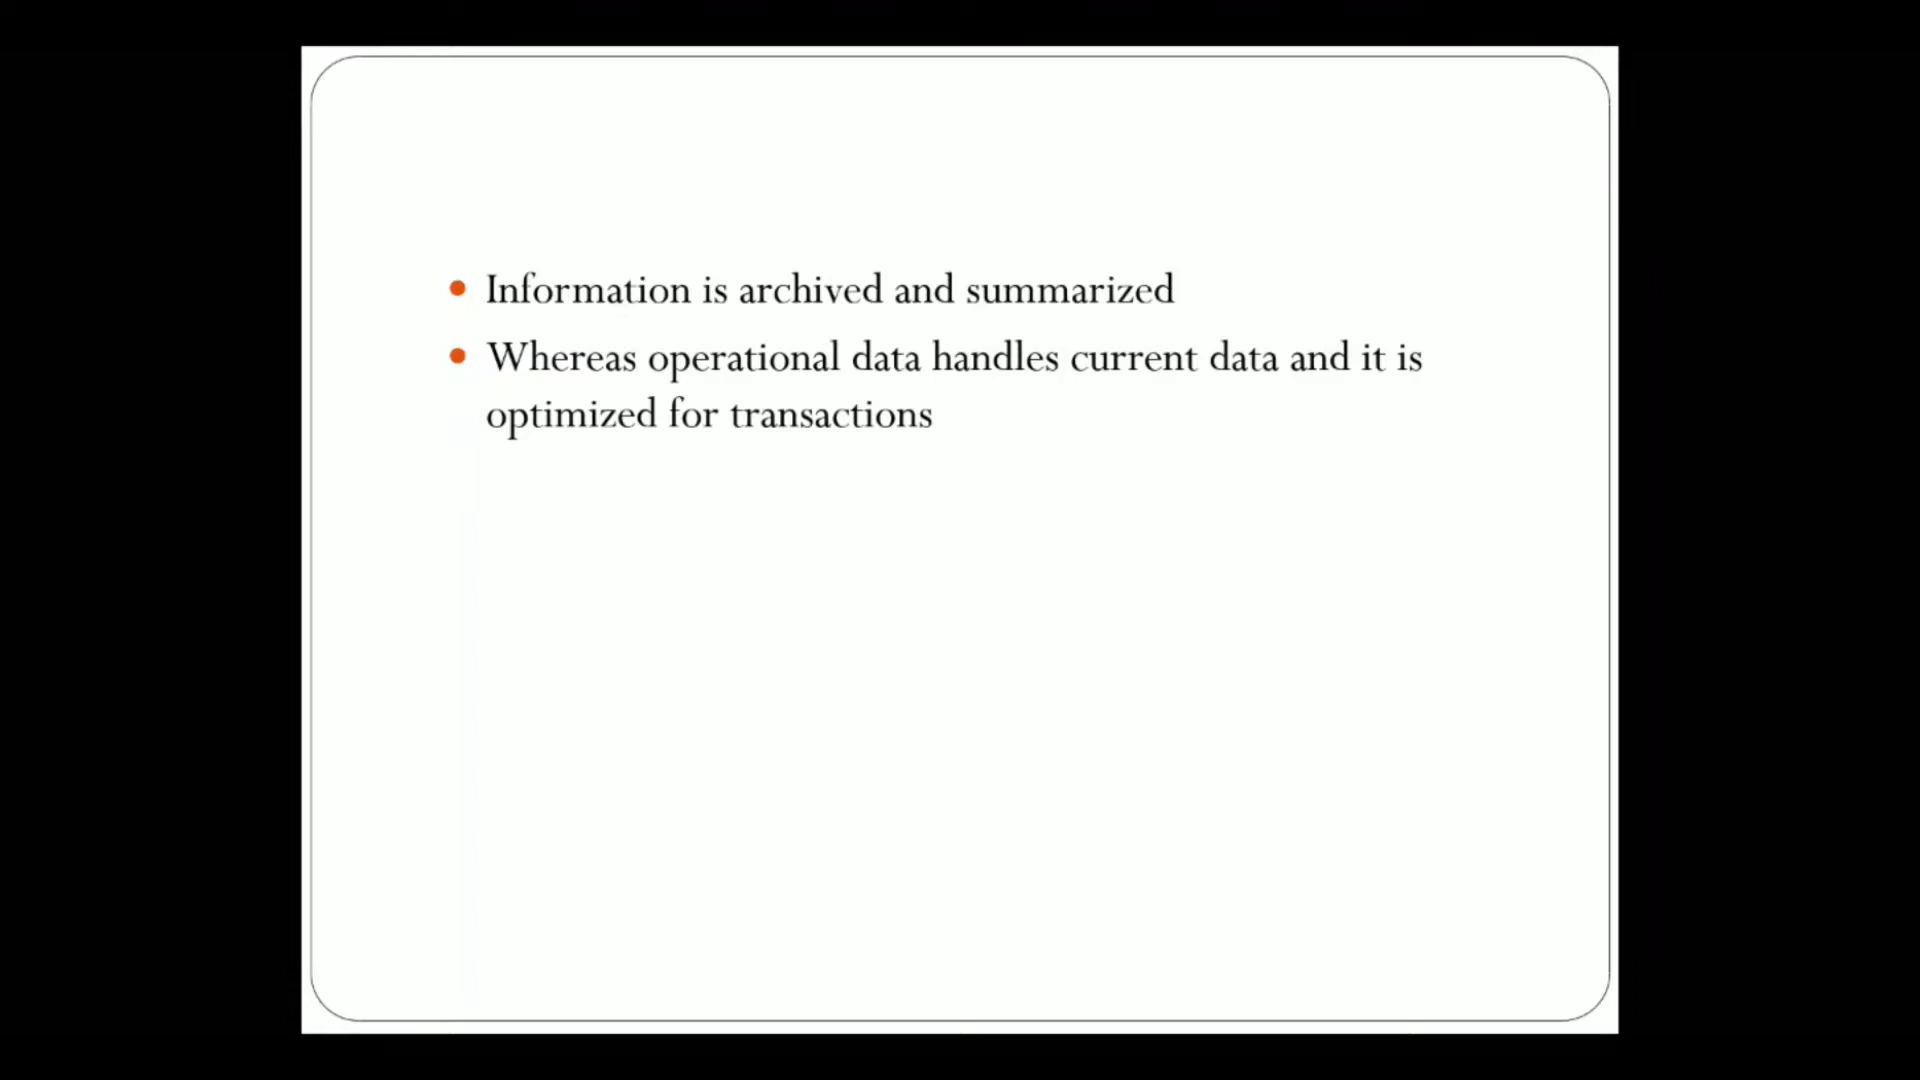 • Information is archived and summarized
• Whereas operational data handles current data and it is
optimized for transactions